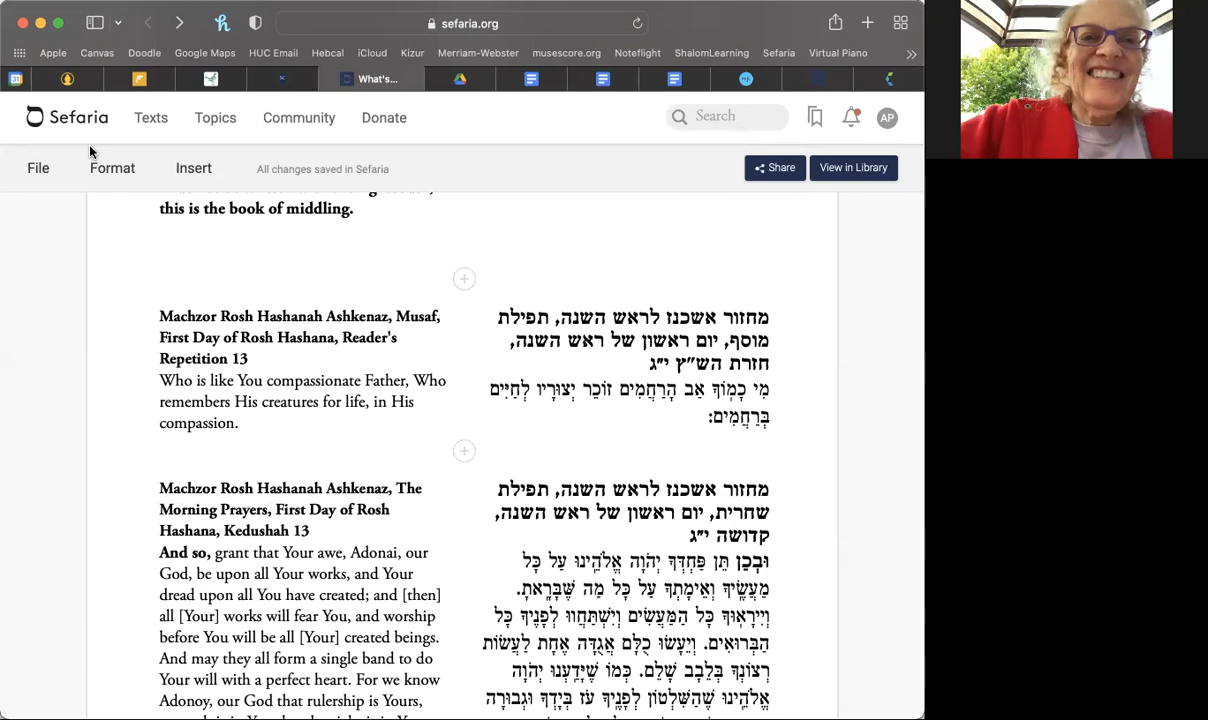 sefaria.org
Apple Canvas Doodle Google Maps HUC Email Hebcal iCloud Kizur Merriam-Webster musescore.org Noteflight ShalomLearning Sefaria Virtual Piano
What's...
Sefaria Texts Topics Community Donate Search AP
File Format Insert All changes saved in Sefaria Share View in Library
this is the book of middling.
Machzor Rosh Hashanah Ashkenaz, Musaf,
First Day of Rosh Hashana, Reader's
Repetition 13
Who is like You compassionate Father, Who
remembers His creatures for life, in His
compassion.
מחזור אשכנז לראש השנה, תפילת
מוסף, יום ראשון של ראש השנה,
חזרת הש״ץ י״ג
מִי כָמֽוֹךָ אַב הָרַחֲמִים זוֹכֵר יְצוּרָיו לְחַיִּים
בְּרַחֲמִים:
Machzor Rosh Hashanah Ashkenaz, The
Morning Prayers, First Day of Rosh
Hashana, Kedushah 13
And so, grant that Your awe, Adonai, our
God, be upon all Your works, and Your
dread upon all You have created; and [then]
all [Your] works will fear You, and worship
before You will be all [Your] created beings.
And may they all form a single band to do
Your will with a perfect heart. For we know
Adonoy, our God that rulership is Yours,
מחזור אשכנז לראש השנה, תפילת
שחרית, יום ראשון של ראש השנה,
קדושה י״ג
וּבְכֵן תֵּן פַּחְדְּךָ יְהֹוָה אֱלֹהֵֽינוּ עַל כָּל
מַעֲשֶֽׂיךָ וְאֵימָתְךָ עַל כָּל מַה שֶּׁבָּרָֽאתָ.
וְיִירָאֽוּךָ כָּל הַמַּעֲשִׂים וְיִשְׁתַּחֲווּ לְפָנֶֽיךָ כָּל
הַבְּרוּאִים. וְיֵעָשׂוּ כֻלָּם אֲגֻדָּה אֶחָת לַעֲשׂוֹת
רְצוֹנְךָ בְּלֵבָב שָׁלֵם. כְּמוֹ שֶׁיָּדַֽעְנוּ יְהֹוָה
אֱלֹהֵֽינוּ שֶׁהַשִּׁלְטוֹן לְפָנֶֽיךָ עֹז בְּיָדְךָ וּגְבוּרָה